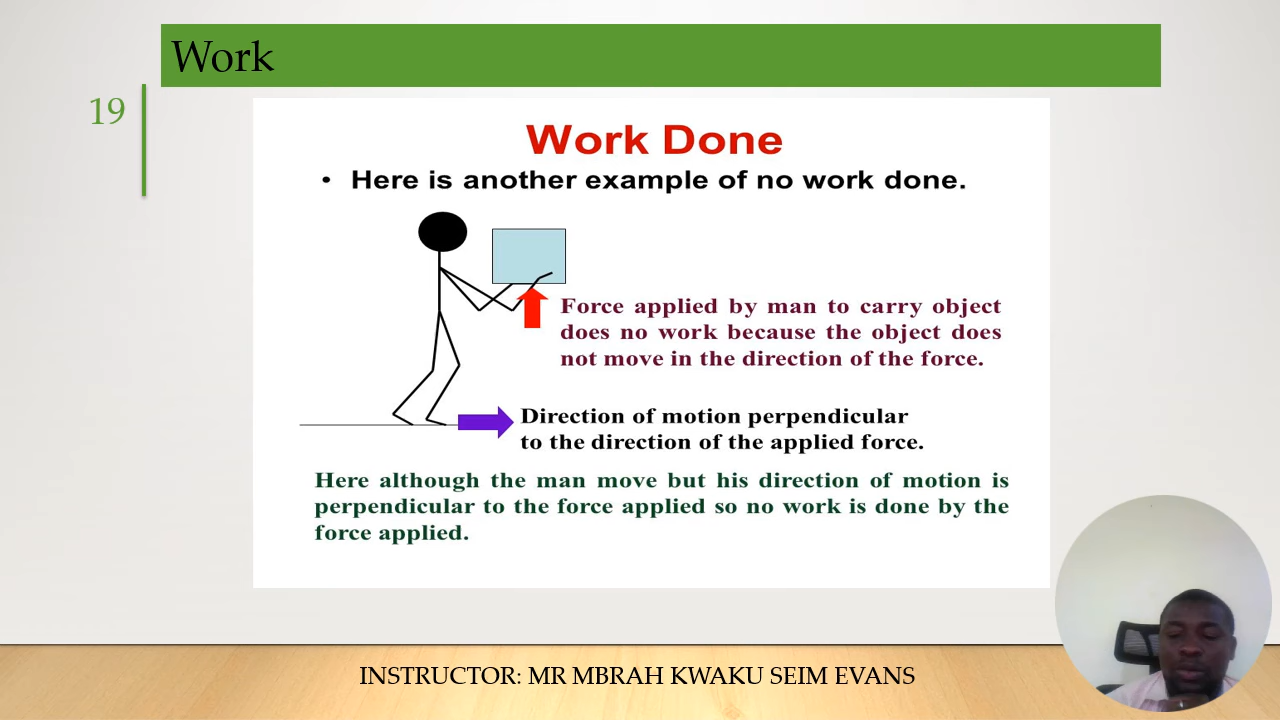 Work
19
Work Done
• Here is another example of no work done.
Force applied by man to carry object
does no work because the object does
not move in the direction of the force.
Direction of motion perpendicular
to the direction of the applied force.
Here although the man move but his direction of motion is
perpendicular to the force applied so no work is done by the
force applied.
INSTRUCTOR: MR MBRAH KWAKU SEIM EVANS